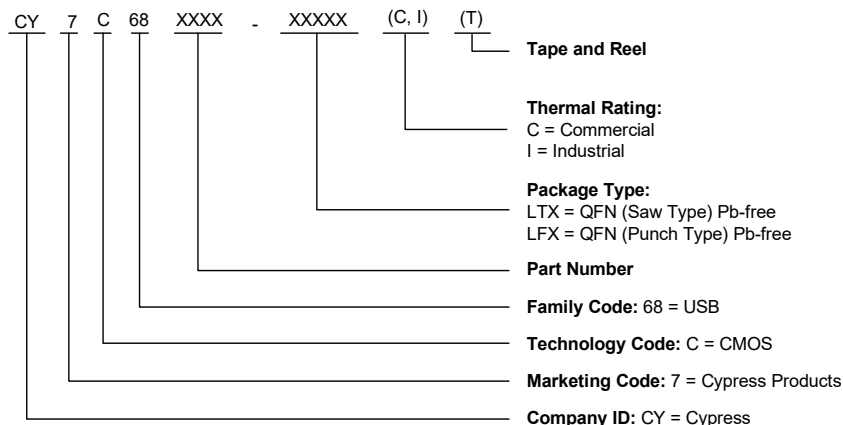 CY 7 C 68 XXXX - XXXXX (C, I) (T)
Tape and Reel
Thermal Rating:
C = Commercial
I = Industrial
Package Type:
LTX = QFN (Saw Type) Pb-free
LFX = QFN (Punch Type) Pb-free
Part Number
Family Code: 68 = USB
Technology Code: C = CMOS
Marketing Code: 7 = Cypress Products
Company ID: CY = Cypress